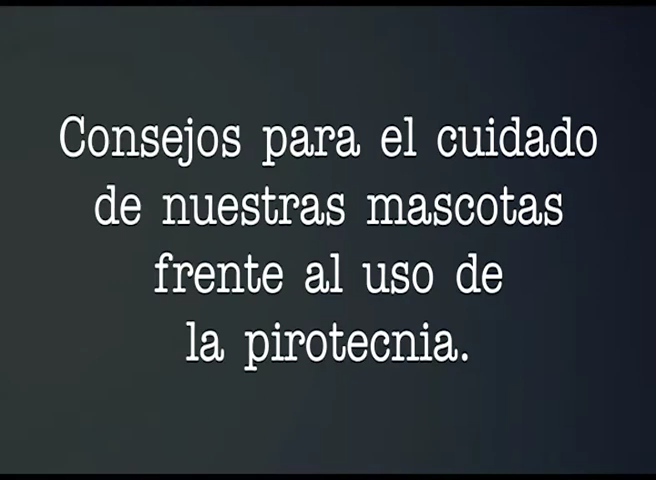 Consejos para el cuidado
de nuestras mascotas
frente al uso de
la pirotecnia.